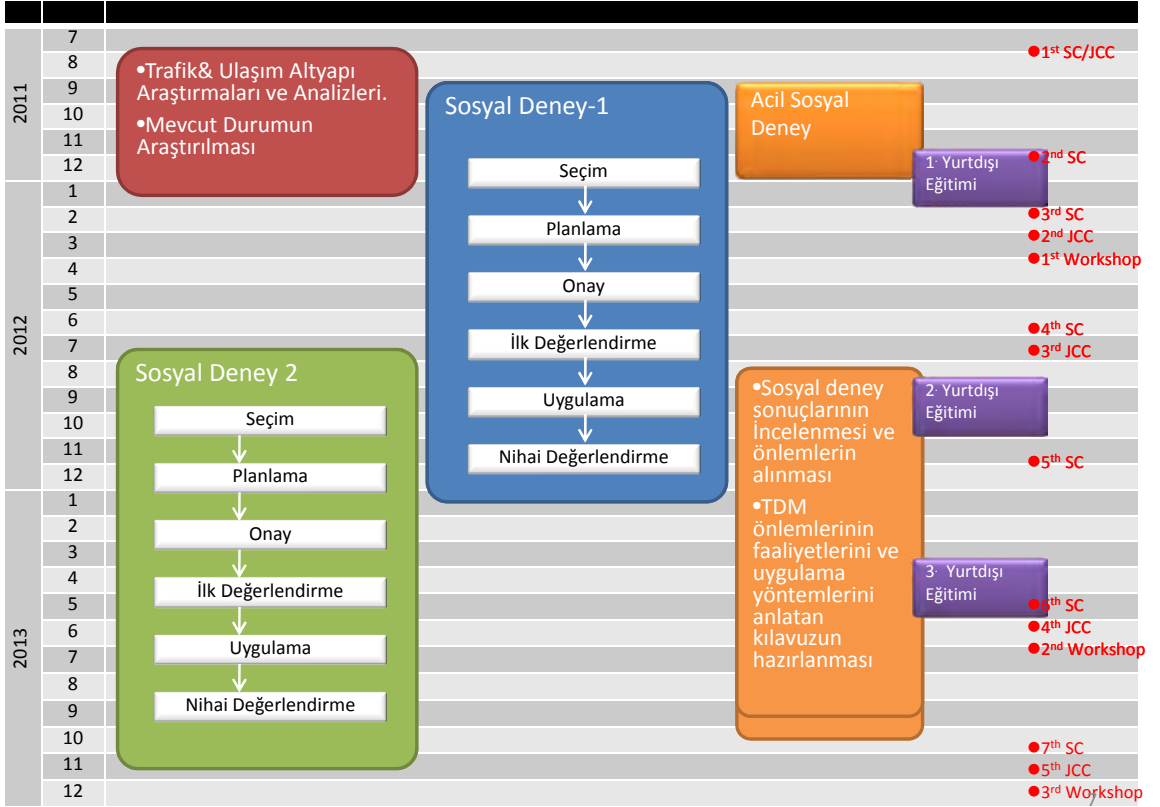 2011
7
8
9
10
11
12
2012
1
2
3
4
5
6
7
8
9
10
11
12
2013
1
2
3
4
5
6
7
8
9
10
11
12
•Trafik& Ulaşım Altyapı
Araştırmaları ve Analizleri.
•Mevcut Durumun
Araştırılması
Sosyal Deney-1
Seçim
Planlama
Onay
İlk Değerlendirme
Uygulama
Nihai Değerlendirme
Acil Sosyal
Deney
1. Yurtdışı
Eğitimi
Sosyal Deney 2
Seçim
Planlama
Onay
İlk Değerlendirme
Uygulama
Nihai Değerlendirme
•Sosyal deney
sonuçlarının
İncelenmesi ve
önlemlerin
alınması
•TDM
önlemlerinin
faaliyetlerini ve
uygulama
yöntemlerini
anlatan
kılavuzun
hazırlanması
2. Yurtdışı
Eğitimi
3. Yurtdışı
Eğitimi
●1st SC/JCC
●2nd SC
●3rd SC
●2nd JCC
●1st Workshop
●4th SC
●3rd JCC
●5th SC
●6th SC
●4th JCC
●2nd Workshop
●7th SC
●5th JCC
●3rd Workshop
7